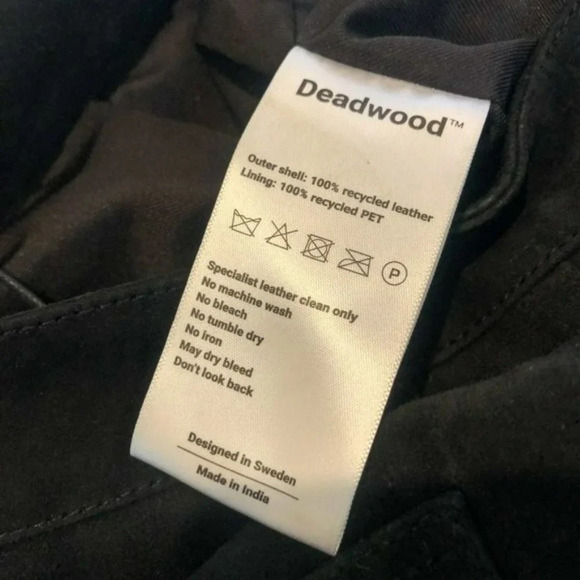 Deadwood™
Outer shell: 100% recycled leather
Lining: 100% recycled PET
P
Specialist leather clean only
No machine wash
No bleach
No tumble dry
No iron
May dry bleed
Don't look back
Designed in Sweden
Made in India